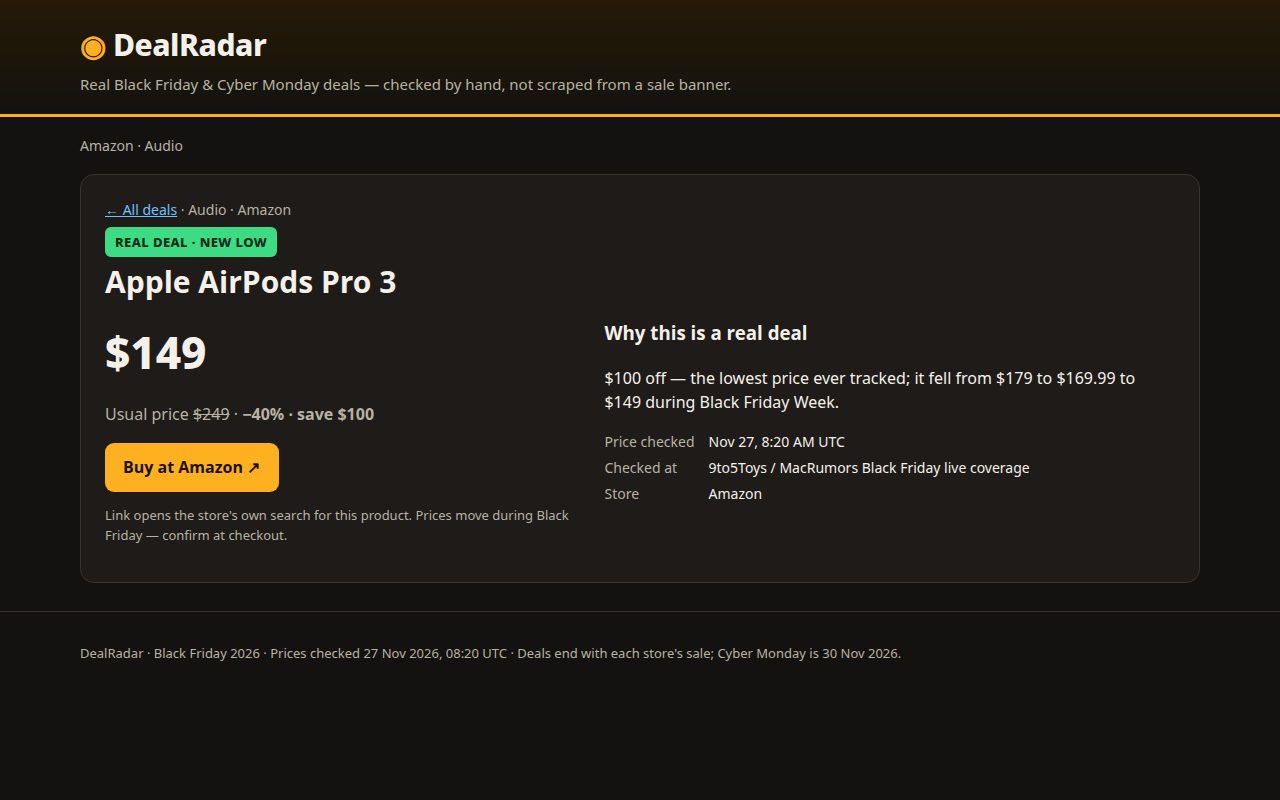 ◉ DealRadar
Real Black Friday & Cyber Monday deals — checked by hand, not scraped from a sale banner.
Amazon · Audio
← All deals · Audio · Amazon
REAL DEAL · NEW LOW
Apple AirPods Pro 3
$149
Usual price $249 · −40% · save $100
Buy at Amazon ↗
Link opens the store's own search for this product. Prices move during Black
Friday — confirm at checkout.
Why this is a real deal
$100 off — the lowest price ever tracked; it fell from $179 to $169.99 to
$149 during Black Friday Week.
Price checked Nov 27, 8:20 AM UTC
Checked at 9to5Toys / MacRumors Black Friday live coverage
Store Amazon
DealRadar · Black Friday 2026 · Prices checked 27 Nov 2026, 08:20 UTC · Deals end with each store's sale; Cyber Monday is 30 Nov 2026.